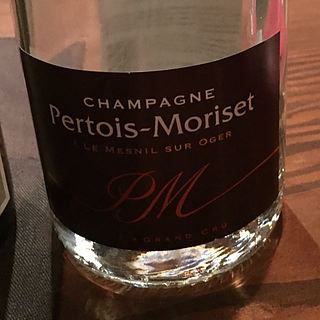 CHAMPAGNE
Pertois-Moriset
À LE MESNIL SUR OGER
PM
GRAND CRU